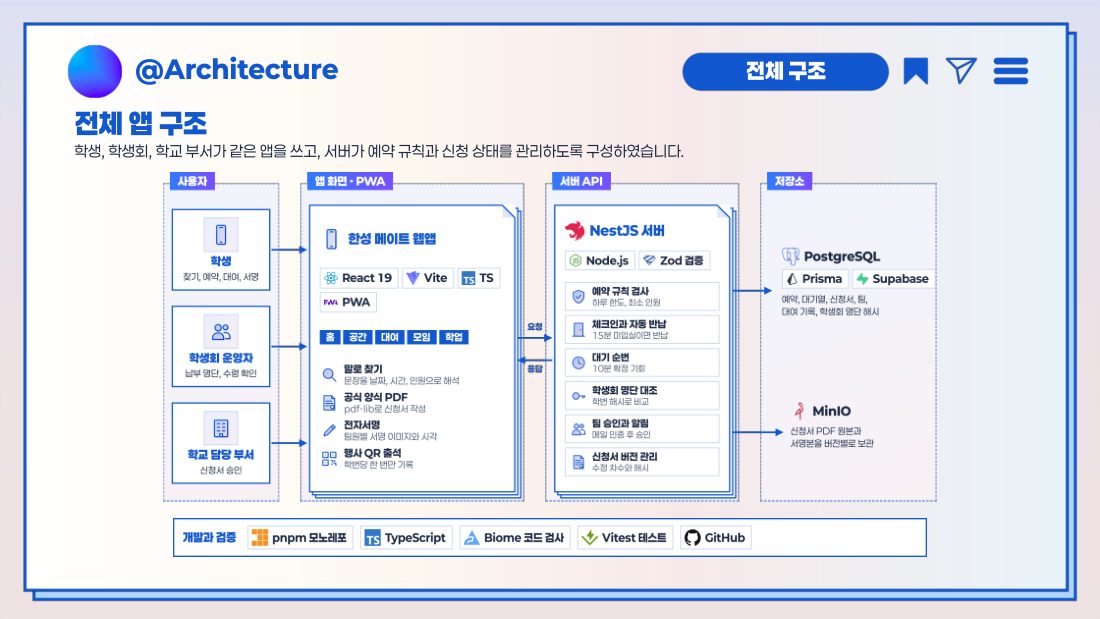 @Architecture
전체 구조
전체 앱 구조
학생, 학생회, 학교 부서가 같은 앱을 쓰고, 서버가 예약 규칙과 신청 상태를 관리하도록 구성하였습니다.
사용자
학생
찾기, 예약, 대여, 서명
학생회 운영자
납부 명단, 수령 확인
학교 담당 부서
신청서 승인
앱 화면 · PWA
한성 메이트 웹앱
React 19
Vite
TS TS
PWA PWA
홈 공간 대여 모임 학업
말로 찾기
문장을 날짜, 시간, 인원으로 해석
공식 양식 PDF
pdf-lib로 신청서 작성
전자서명
팀원별 서명 이미지와 시각
행사 QR 출석
학번당 한 번만 기록
요청
응답
서버 API
NestJS 서버
Node.js
Zod 검증
예약 규칙 검사
하루 한도, 최소 인원
체크인과 자동 반납
15분 미입실이면 반납
대기 순번
10분 확정 기회
학생회 명단 대조
학번 해시로 비교
팀 승인과 알림
메일 인증 후 승인
신청서 버전 관리
수정 차수와 해시
저장소
PostgreSQL
Prisma
Supabase
예약, 대기열, 신청서, 팀,
대여 기록, 학생회 명단 해시
MinIO
신청서 PDF 원본과
서명본을 버전별로 보관
개발과 검증
pnpm 모노레포
TS TypeScript
Biome 코드 검사
Vitest 테스트
GitHub